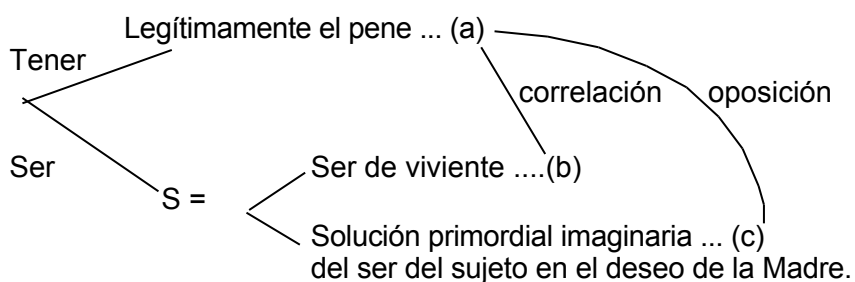 Legítimamente el pene ... (a)
Tener
correlación
oposición
Ser
Ser de viviente ....(b)
S =
Solución primordial imaginaria ... (c)
del ser del sujeto en el deseo de la Madre.